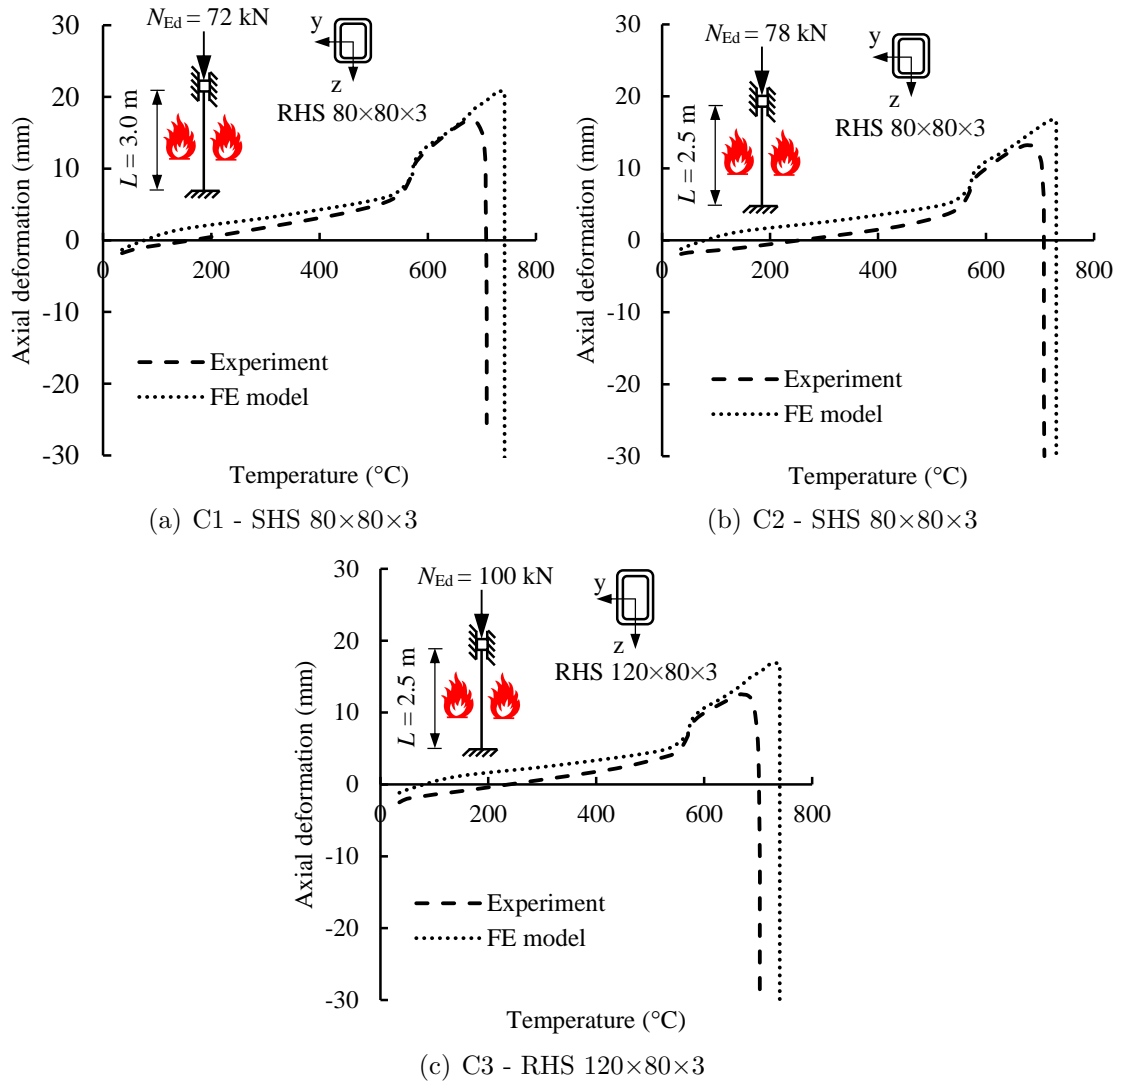 N_Ed = 72 kN
y
z
RHS 80×80×3
L = 3.0 m
Axial deformation (mm)
30
20
10
0
-10
-20
-30
0
200
400
600
800
Experiment
FE model
Temperature (°C)
(a) C1 - SHS 80×80×3
N_Ed = 78 kN
y
z
RHS 80×80×3
L = 2.5 m
Axial deformation (mm)
30
20
10
0
-10
-20
-30
0
200
400
600
800
Experiment
FE model
Temperature (°C)
(b) C2 - SHS 80×80×3
N_Ed = 100 kN
y
z
RHS 120×80×3
L = 2.5 m
Axial deformation (mm)
30
20
10
0
-10
-20
-30
0
200
400
600
800
Experiment
FE model
Temperature (°C)
(c) C3 - RHS 120×80×3